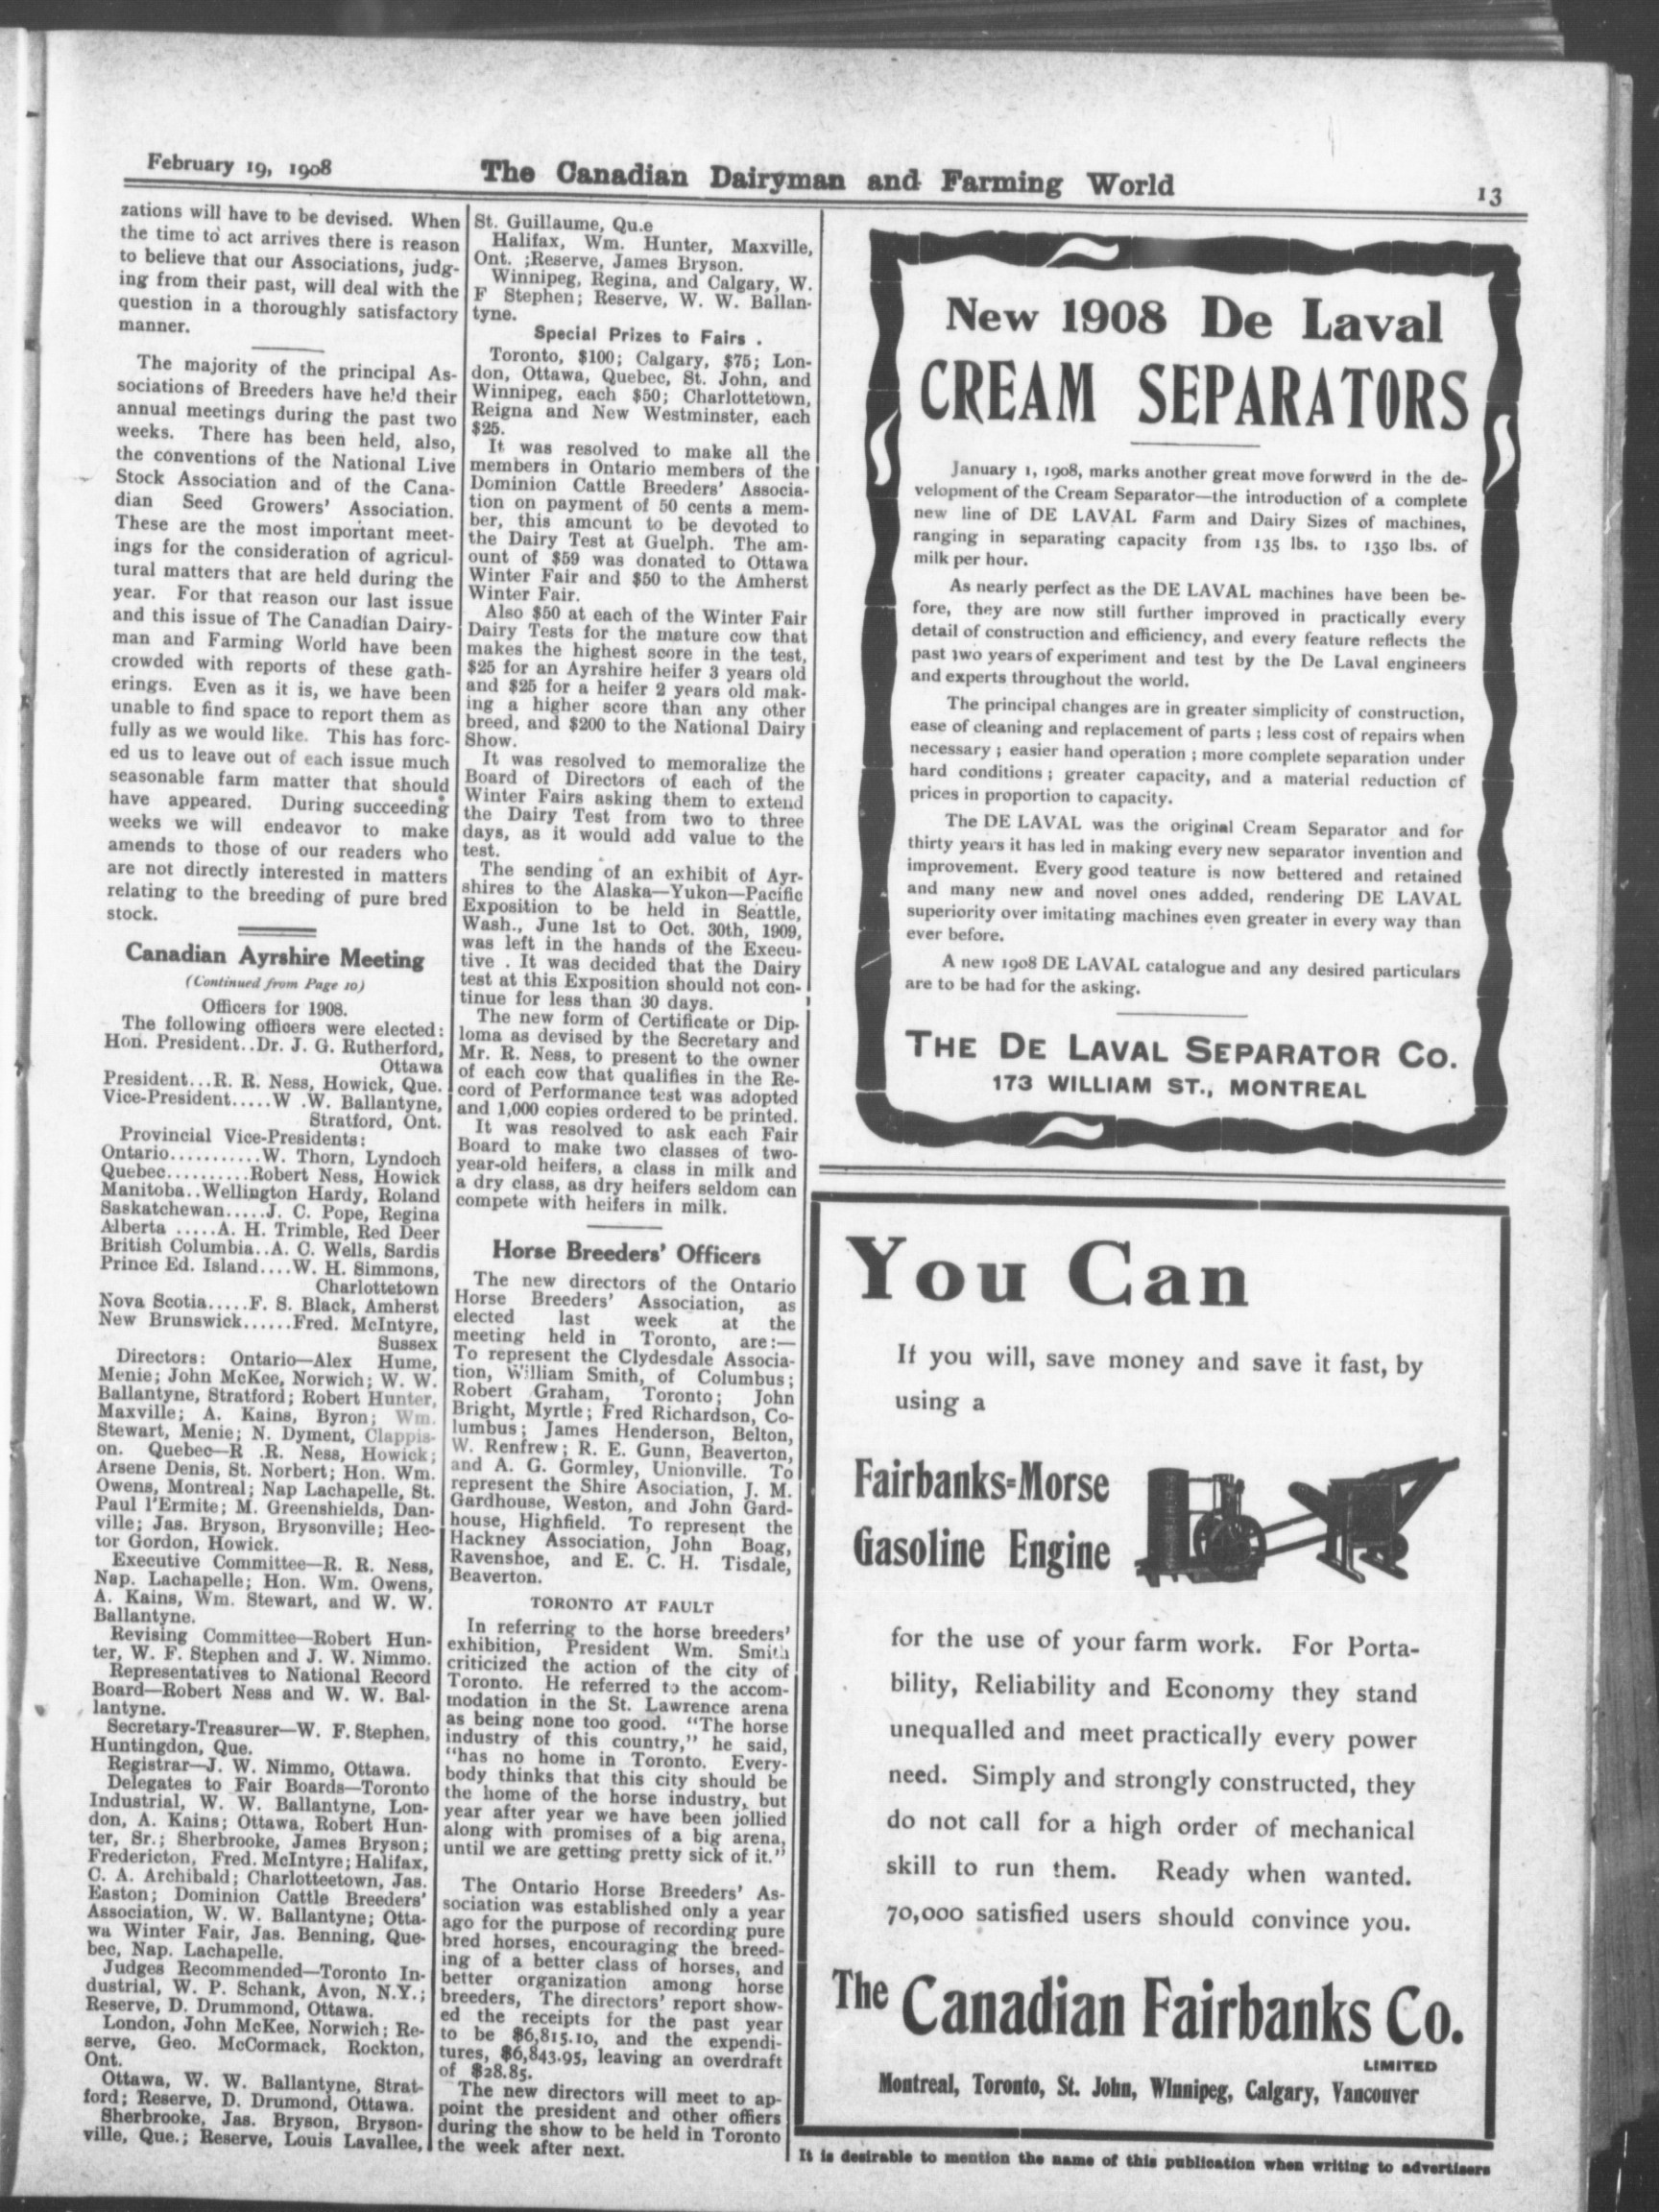 February 19, 1908
The Canadian Dairyman and Farming World
13
zations will have to be devised. When
the time to act arrives there is reason
to believe that our Associations, judg-
ing from their past, will deal with the
question in a thoroughly satisfactory
manner.
The majority of the principal As-
sociations of Breeders have he'd their
annual meetings during the past two
weeks. There has been held, also,
the conventions of the National Live
Stock Association and of the Cana-
dian Seed Growers' Association.
These are the most important meet-
ings for the consideration of agricul-
tural matters that are held during the
year. For that reason our last issue
and this issue of The Canadian Dairy-
man and Farming World have been
crowded with reports of these gath-
erings. Even as it is, we have been
unable to find space to report them as
fully as we would like. This has forc-
ed us to leave out of each issue much
seasonable farm matter that should
have appeared. During succeeding
weeks we will endeavor to make
amends to those of our readers who
are not directly interested in matters
relating to the breeding of pure bred
stock.
Canadian Ayrshire Meeting
(Continued from Page 10)
Officers for 1908.
The following officers were elected:
Hon. President..Dr. J. G. Rutherford,
Ottawa
President...R. R. Ness, Howick, Que.
Vice-President.....W .W. Ballantyne,
Stratford, Ont.
Provincial Vice-Presidents:
Ontario...........W. Thorn, Lyndoch
Quebec..........Robert Ness, Howick
Manitoba..Wellington Hardy, Roland
Saskatchewan.....J. C. Pope, Regina
Alberta .....A. H. Trimble, Red Deer
British Columbia..A. C. Wells, Sardis
Prince Ed. Island....W. H. Simmons,
Charlottetown
Nova Scotia.....F. S. Black, Amherst
New Brunswick......Fred. McIntyre,
Sussex
Directors: Ontario—Alex Hume,
Menie; John McKee, Norwich; W. W.
Ballantyne, Stratford; Robert Hunter,
Maxville; A. Kains, Byron; Wm.
Stewart, Menie; N. Dyment, Clappis-
on. Quebec—R .R. Ness, Howick;
Arsene Denis, St. Norbert; Hon. Wm.
Owens, Montreal; Nap Lachapelle, St.
Paul l'Ermite; M. Greenshields, Dan-
ville; Jas. Bryson, Brysonville; Hec-
tor Gordon, Howick.
Executive Committee—R. R. Ness,
Nap. Lachapelle; Hon. Wm. Owens,
A. Kains, Wm. Stewart, and W. W.
Ballantyne.
Revising Committee—Robert Hun-
ter, W. F. Stephen and J. W. Nimmo.
Representatives to National Record
Board—Robert Ness and W. W. Bal-
lantyne.
Secretary-Treasurer—W. F. Stephen,
Huntingdon, Que.
Registrar—J. W. Nimmo, Ottawa.
Delegates to Fair Boards—Toronto
Industrial, W. W. Ballantyne, Lon-
don, A. Kains; Ottawa, Robert Hun-
ter, Sr.; Sherbrooke, James Bryson;
Fredericton, Fred. McIntyre; Halifax,
C. A. Archibald; Charlotteetown, Jas.
Easton; Dominion Cattle Breeders'
Association, W. W. Ballantyne; Otta-
wa Winter Fair, Jas. Benning, Que-
bec, Nap. Lachapelle.
Judges Recommended—Toronto In-
dustrial, W. P. Schank, Avon, N.Y.;
Reserve, D. Drummond, Ottawa.
London, John McKee, Norwich; Re-
serve, Geo. McCormack, Rockton,
Ont.
Ottawa, W. W. Ballantyne, Strat-
ford; Reserve, D. Drumond, Ottawa.
Sherbrooke, Jas. Bryson, Bryson-
ville, Que.; Reserve, Louis Lavallee,
St. Guillaume, Qu.e
Halifax, Wm. Hunter, Maxville,
Ont. ;Reserve, James Bryson.
Winnipeg, Regina, and Calgary, W.
F Stephen; Reserve, W. W. Ballan-
tyne.
Special Prizes to Fairs .
Toronto, $100; Calgary, $75; Lon-
don, Ottawa, Quebec, St. John, and
Winnipeg, each $50; Charlottetown,
Reigna and New Westminster, each
$25.
It was resolved to make all the
members in Ontario members of the
Dominion Cattle Breeders' Associa-
tion on payment of 50 cents a mem-
ber, this amount to be devoted to
the Dairy Test at Guelph. The am-
ount of $59 was donated to Ottawa
Winter Fair and $50 to the Amherst
Winter Fair.
Also $50 at each of the Winter Fair
Dairy Tests for the mature cow that
makes the highest score in the test,
$25 for an Ayrshire heifer 3 years old
and $25 for a heifer 2 years old mak-
ing a higher score than any other
breed, and $200 to the National Dairy
Show.
It was resolved to memoralize the
Board of Directors of each of the
Winter Fairs asking them to extend
the Dairy Test from two to three
days, as it would add value to the
test.
The sending of an exhibit of Ayr-
shires to the Alaska—Yukon—Pacific
Exposition to be held in Seattle,
Wash., June 1st to Oct. 30th, 1909,
was left in the hands of the Execu-
tive . It was decided that the Dairy
test at this Exposition should not con-
tinue for less than 30 days.
The new form of Certificate or Dip-
loma as devised by the Secretary and
Mr. R. Ness, to present to the owner
of each cow that qualifies in the Re-
cord of Performance test was adopted
and 1,000 copies ordered to be printed.
It was resolved to ask each Fair
Board to make two classes of two-
year-old heifers, a class in milk and
a dry class, as dry heifers seldom can
compete with heifers in milk.
Horse Breeders' Officers
The new directors of the Ontario
Horse Breeders' Association, as
elected last week at the
meeting held in Toronto, are:—
To represent the Clydesdale Associa-
tion, William Smith, of Columbus;
Robert Graham, Toronto; John
Bright, Myrtle; Fred Richardson, Co-
lumbus; James Henderson, Belton,
W. Renfrew; R. E. Gunn, Beaverton,
and A. G. Gormley, Unionville. To
represent the Shire Asociation, J. M.
Gardhouse, Weston, and John Gard-
house, Highfield. To represent the
Hackney Association, John Boag,
Ravenshoe, and E. C. H. Tisdale,
Beaverton.
TORONTO AT FAULT
In referring to the horse breeders'
exhibition, President Wm. Smith
criticized the action of the city of
Toronto. He referred to the accom-
modation in the St. Lawrence arena
as being none too good. "The horse
industry of this country," he said,
"has no home in Toronto. Every-
body thinks that this city should be
the home of the horse industry, but
year after year we have been jollied
along with promises of a big arena,
until we are getting pretty sick of it."
The Ontario Horse Breeders' As-
sociation was established only a year
ago for the purpose of recording pure
bred horses, encouraging the breed-
ing of a better class of horses, and
better organization among horse
breeders, The directors' report show-
ed the receipts for the past year
to be $6,815.10, and the expendi-
tures, $6,843.95, leaving an overdraft
of $28.85.
The new directors will meet to ap-
point the president and other offiers
during the show to be held in Toronto
the week after next.
New 1908 De Laval
CREAM SEPARATORS
January 1, 1908, marks another great move forwerd in the de-
velopment of the Cream Separator—the introduction of a complete
new line of DE LAVAL Farm and Dairy Sizes of machines,
ranging in separating capacity from 135 lbs. to 1350 lbs. of
milk per hour.
As nearly perfect as the DE LAVAL machines have been be-
fore, they are now still further improved in practically every
detail of construction and efficiency, and every feature reflects the
past two years of experiment and test by the De Laval engineers
and experts throughout the world.
The principal changes are in greater simplicity of construction,
ease of cleaning and replacement of parts ; less cost of repairs when
necessary ; easier hand operation ; more complete separation under
hard conditions ; greater capacity, and a material reduction of
prices in proportion to capacity.
The DE LAVAL was the original Cream Separator and for
thirty years it has led in making every new separator invention and
improvement. Every good teature is now bettered and retained
and many new and novel ones added, rendering DE LAVAL
superiority over imitating machines even greater in every way than
ever before.
A new 1908 DE LAVAL catalogue and any desired particulars
are to be had for the asking.
THE DE LAVAL SEPARATOR CO.
173 WILLIAM ST., MONTREAL
You Can
If you will, save money and save it fast, by
using a
Fairbanks-Morse
Gasoline Engine
for the use of your farm work. For Porta-
bility, Reliability and Economy they stand
unequalled and meet practically every power
need. Simply and strongly constructed, they
do not call for a high order of mechanical
skill to run them. Ready when wanted.
70,000 satisfied users should convince you.
The Canadian Fairbanks Co.
LIMITED
Montreal, Toronto, St. John, Winnipeg, Calgary, Vancouver
It is desirable to mention the name of this publication when writing to advertisers